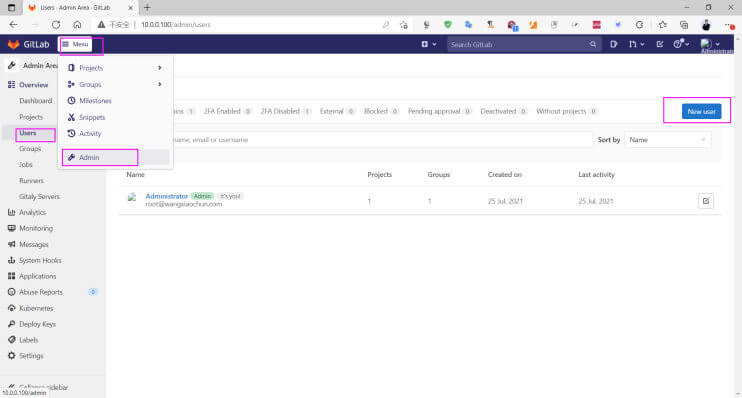 Users · Admin Area · GitLab
不安全 | 10.0.0.100/admin/users
GitLab
Menu
Search GitLab
Admin Area
Projects
Groups
Milestones
Snippets
Activity
Admin
Overview
Dashboard
Projects
Users
Groups
Jobs
Runners
Gitaly Servers
Analytics
Monitoring
Messages
System Hooks
Applications
Abuse Reports 0
Kubernetes
Deploy Keys
Labels
Settings
Collapse sidebar
10.0.0.100/admin
1 2FA Enabled 0 2FA Disabled 1 External 0 Blocked 0 Pending approval 0 Deactivated 0 Without projects 0
New user
name, email or username
Sort by Name
Name Projects Groups Created on Last activity
Administrator Admin It's you! 1 1 25 Jul, 2021 25 Jul, 2021
root@wangxiaochun.com